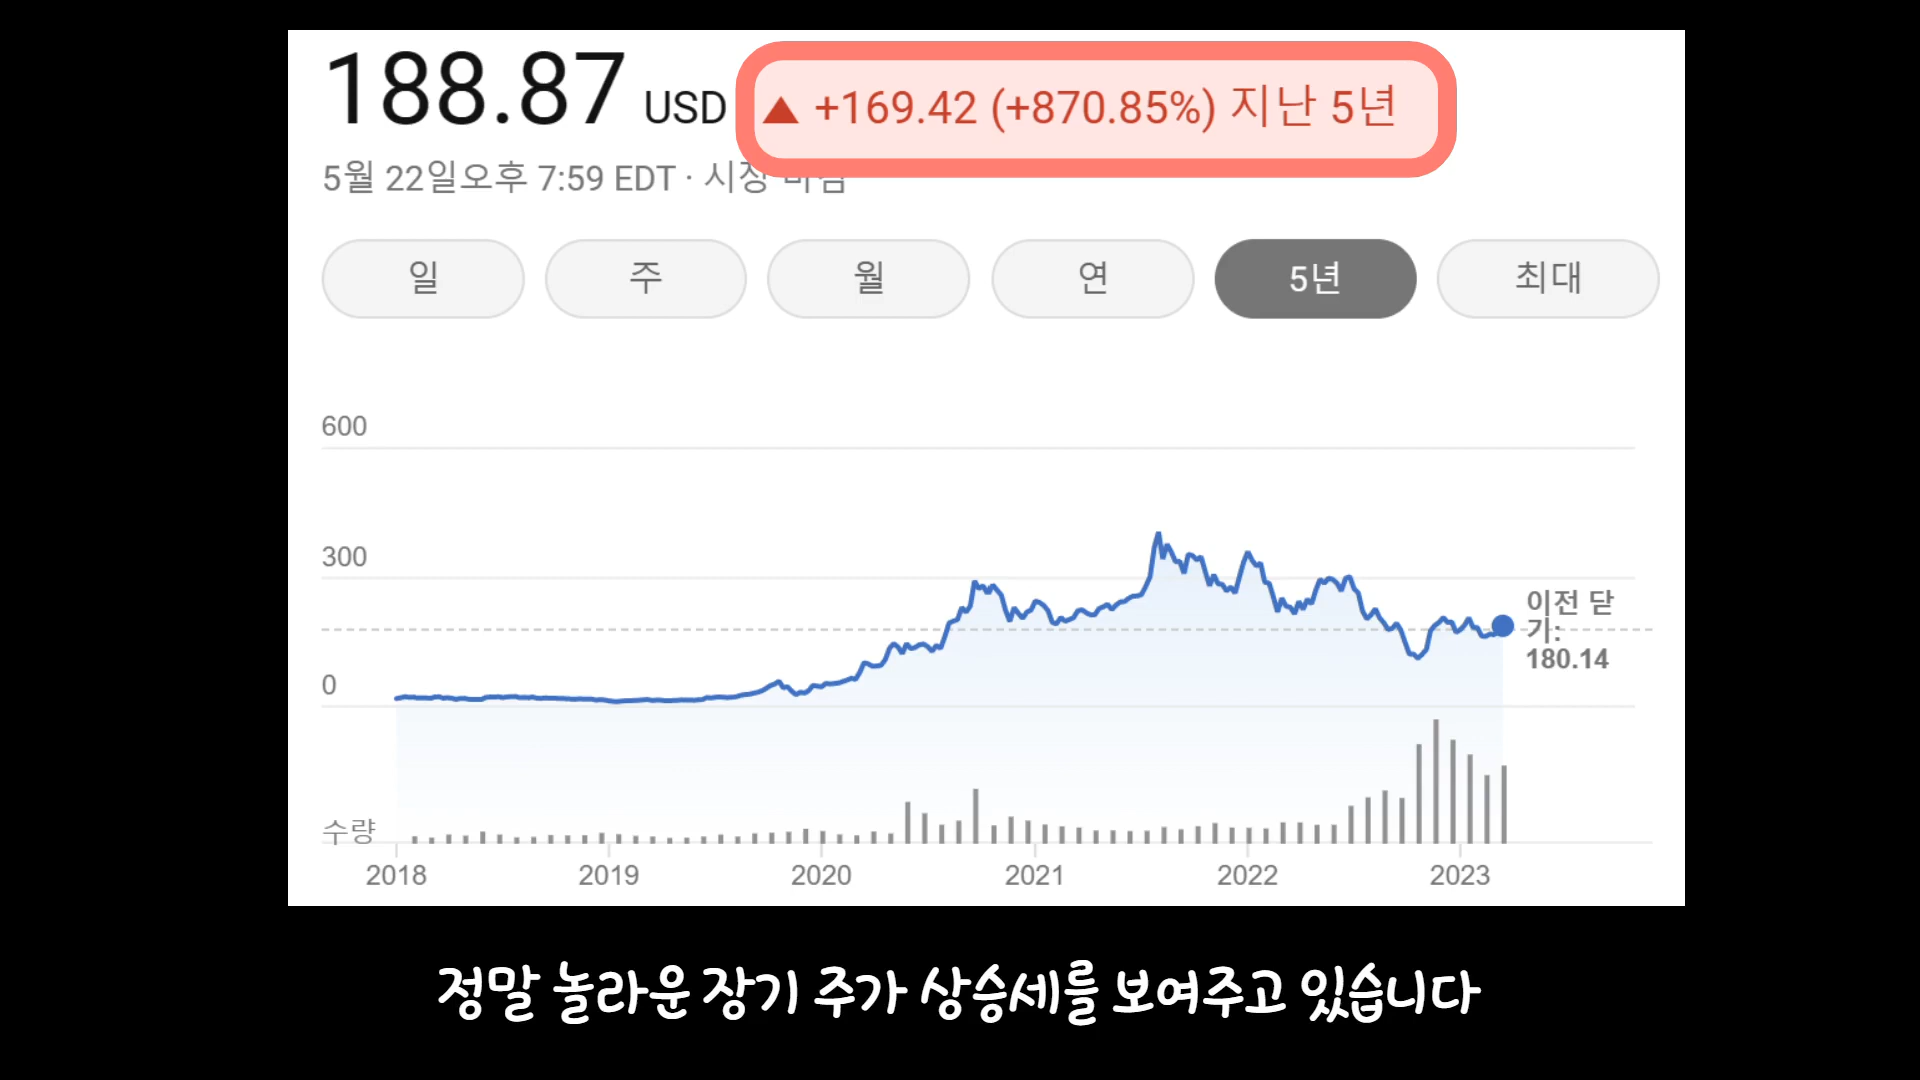 188.87 USD ▲ +169.42 (+870.85%) 지난 5년
5월 22일오후 7:59 EDT · 시장 마감
일 주 월 연 5년 최대
600
300
0
이전 닫
기:
180.14
수량
2018 2019 2020 2021 2022 2023
정말 놀라운 장기 주가 상승세를 보여주고 있습니다